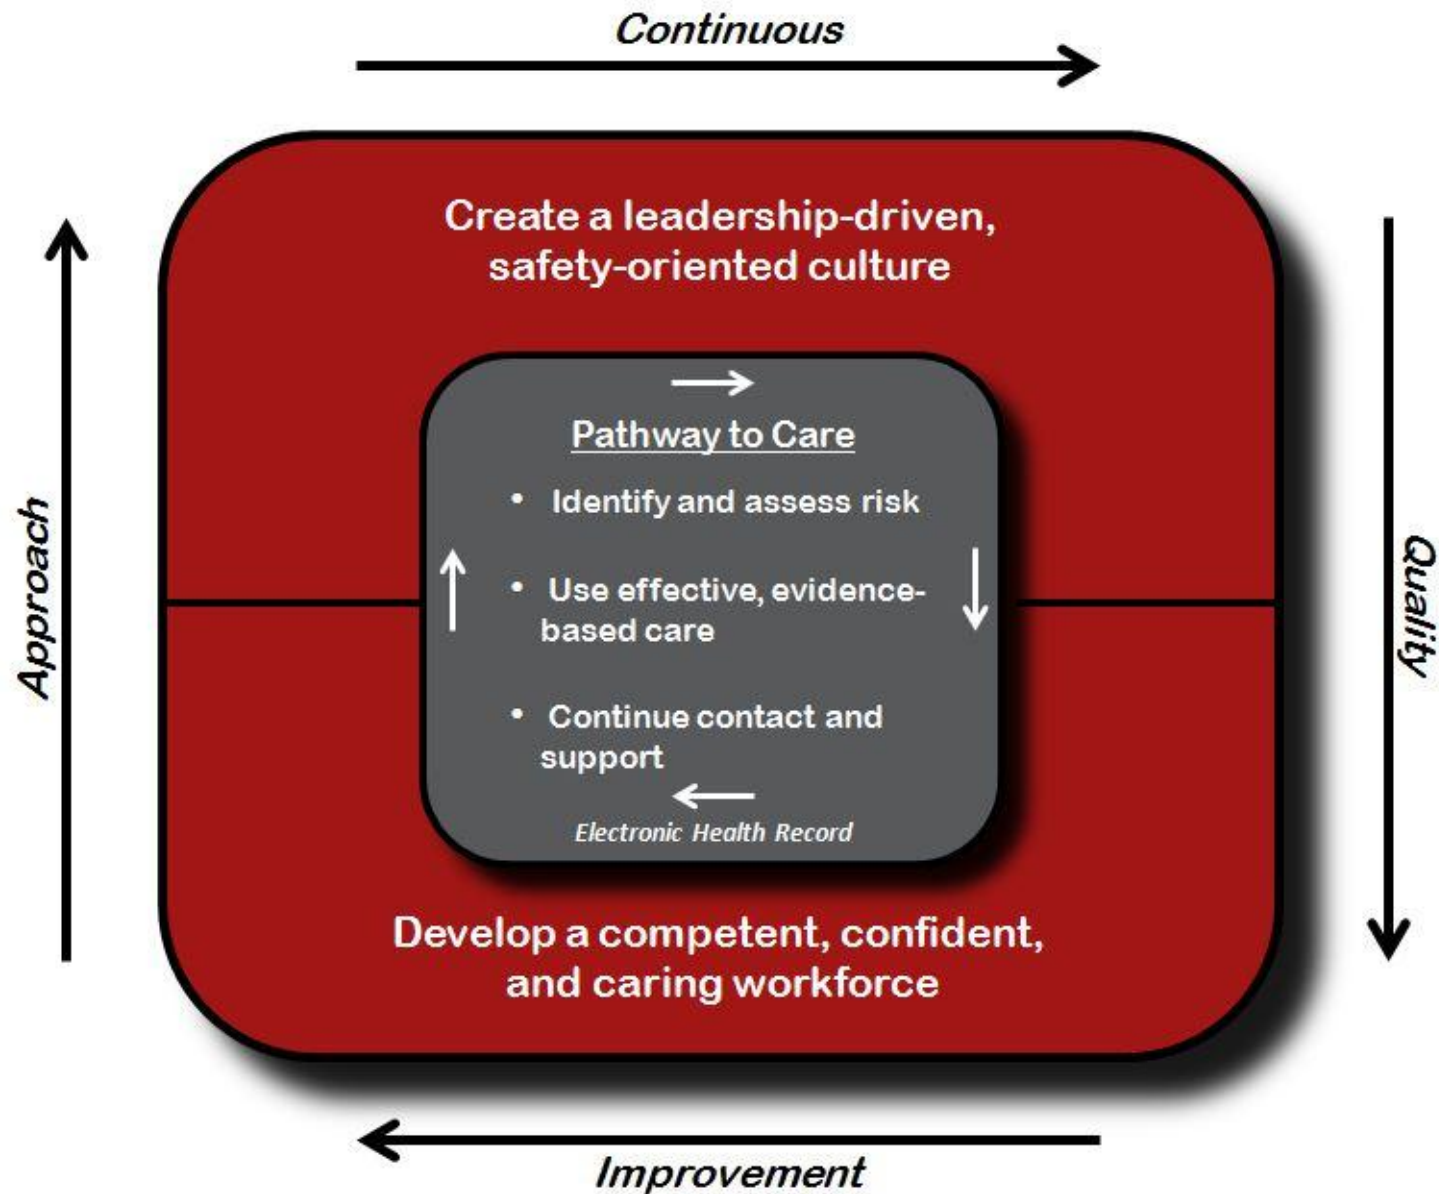 Continuous
Create a leadership-driven,
safety-oriented culture
Approach
Quality
Pathway to Care
• Identify and assess risk
• Use effective, evidence-
based care
• Continue contact and
support
Electronic Health Record
Develop a competent, confident,
and caring workforce
Improvement